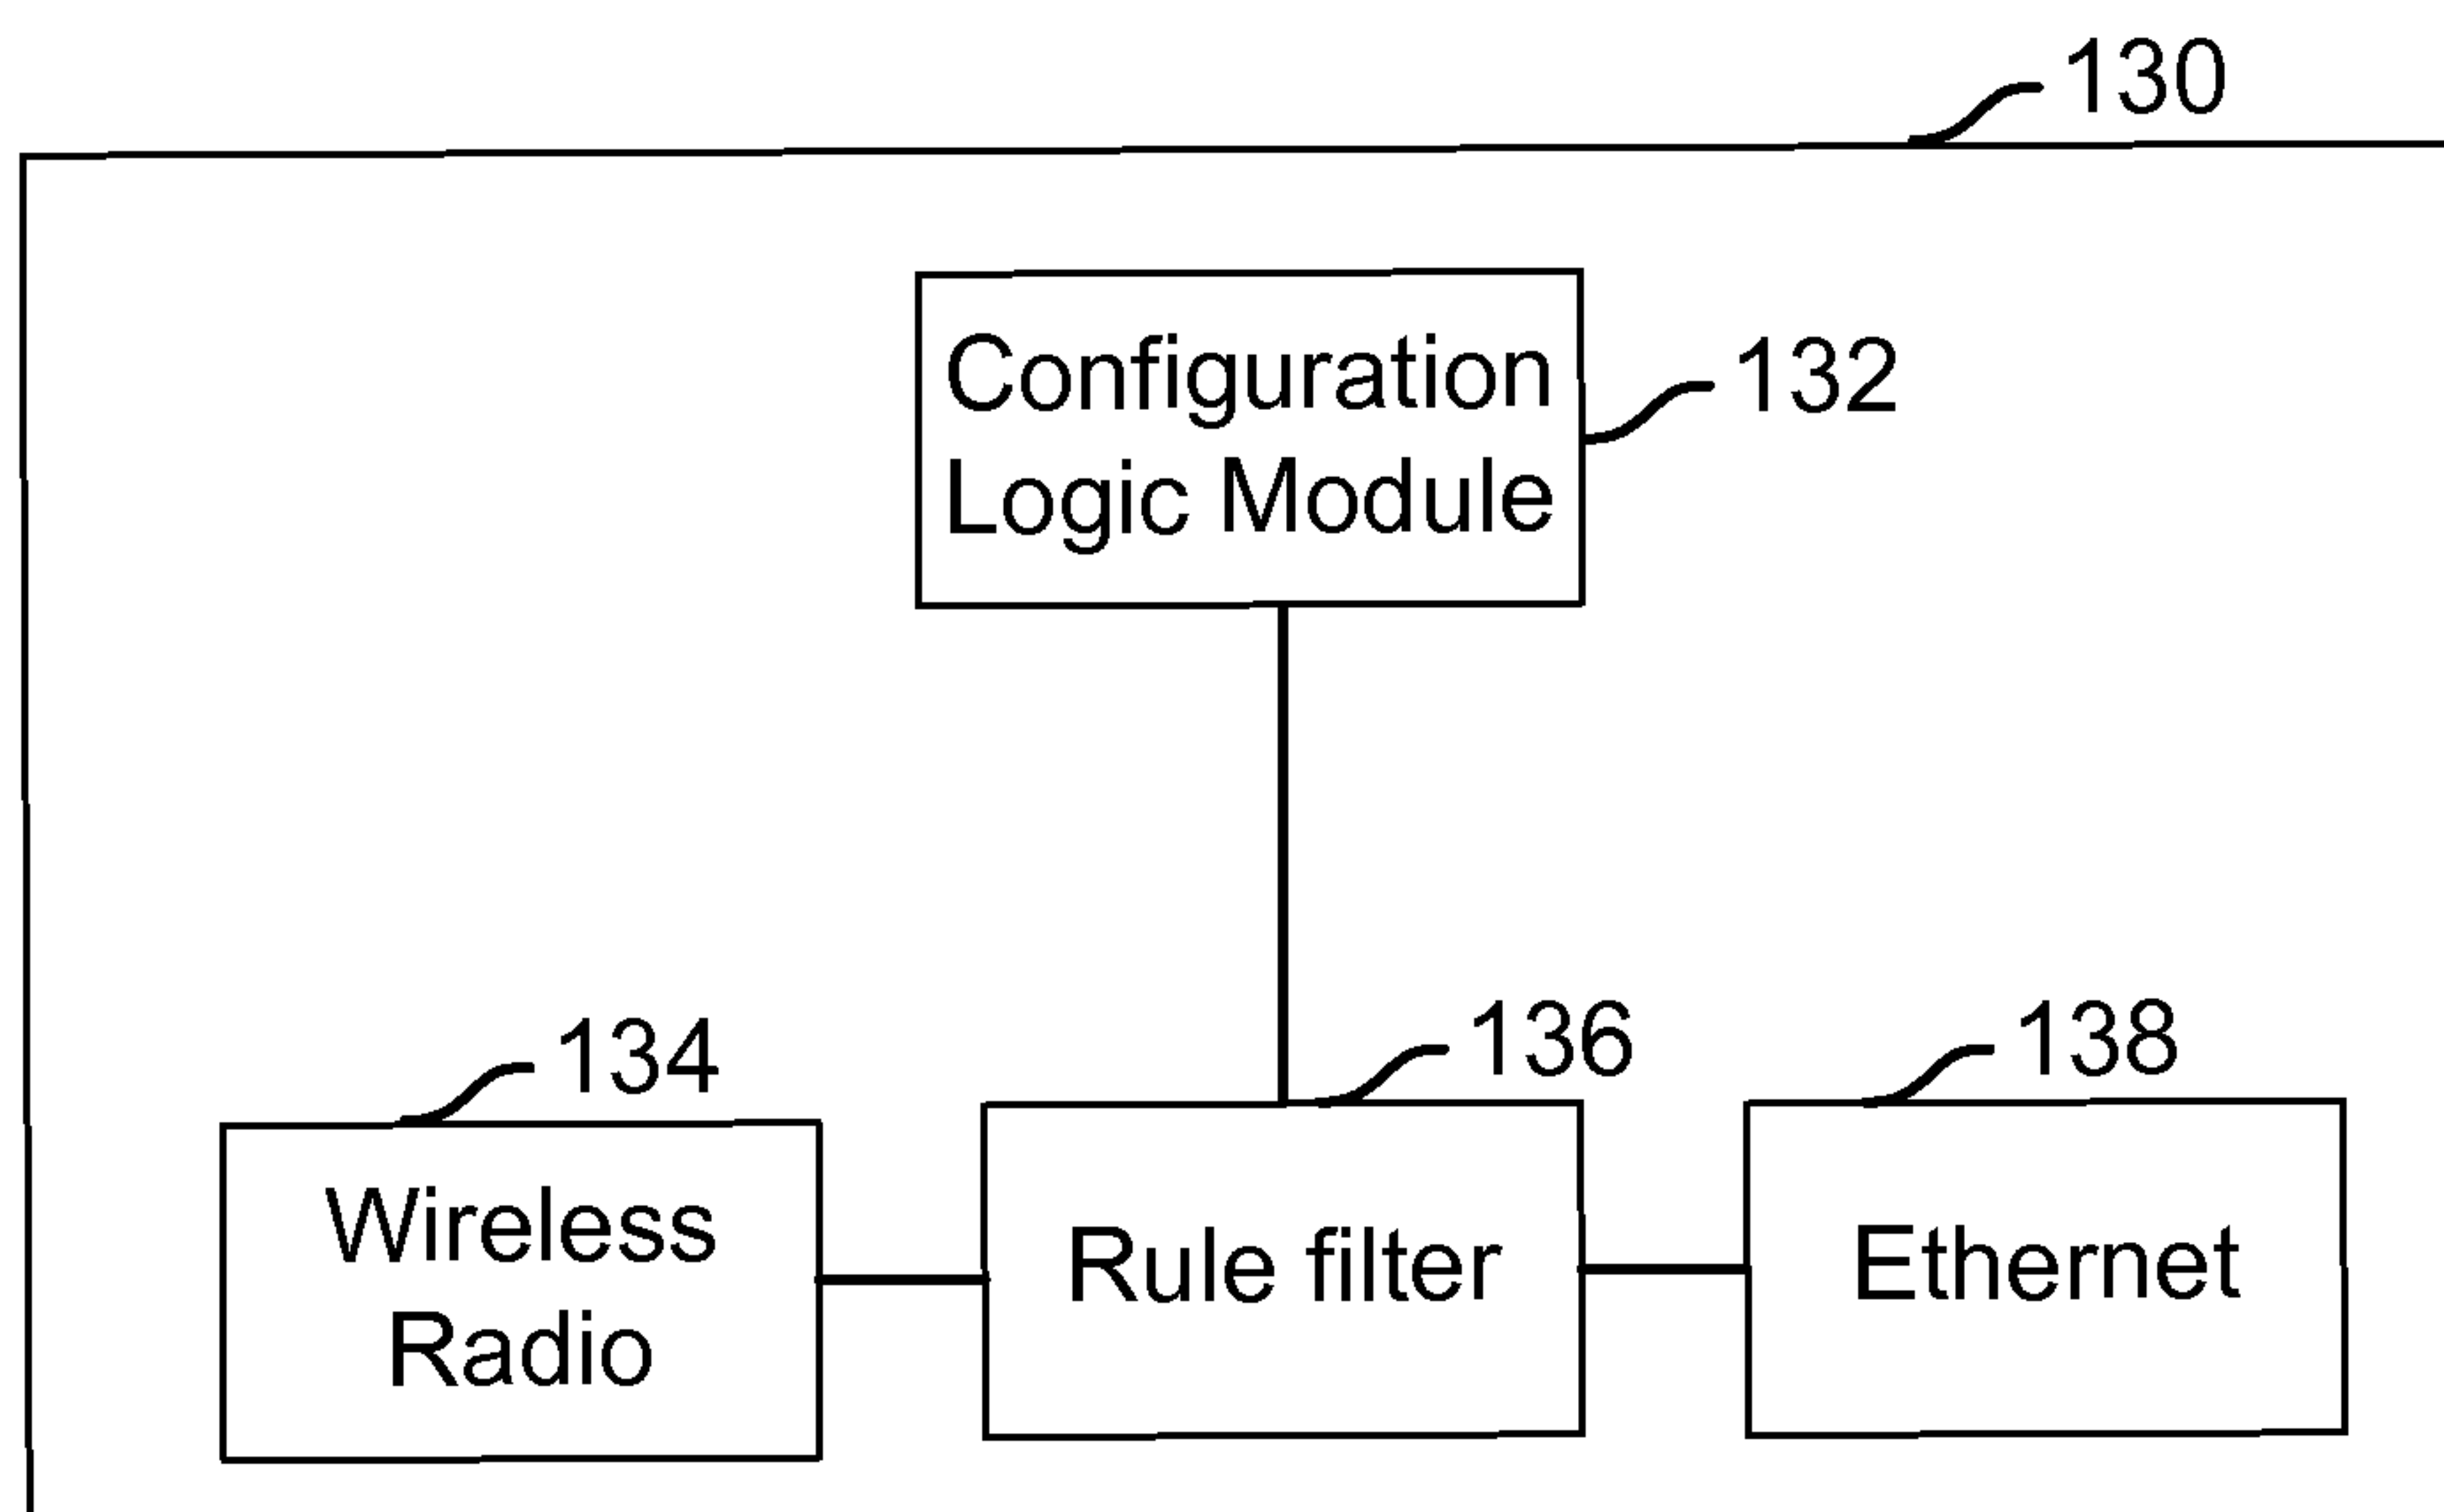 130
Configuration
Logic Module
132
134
136
138
Wireless
Radio
Rule filter
Ethernet